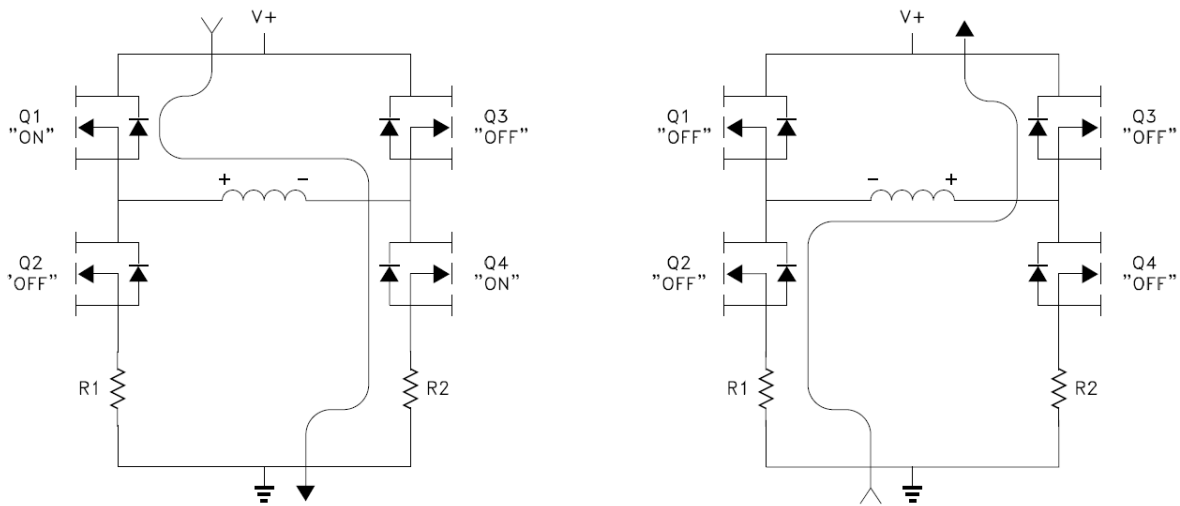 V+
Q1
"ON"
Q3
"OFF"
+ -
Q2
'OFF"
Q4
"ON"
R1
R2
V+
Q1
"OFF"
Q3
"OFF"
- +
Q2
"OFF"
Q4
"OFF"
R1
R2